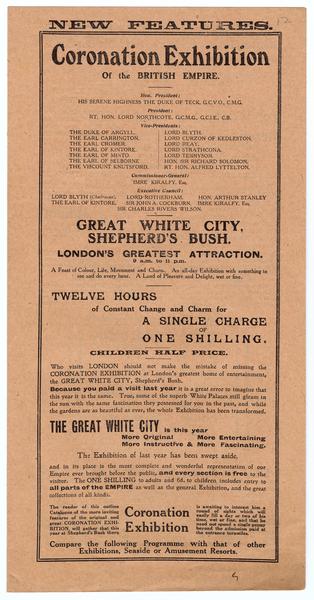 NEW FEATURES.
12
Coronation Exhibition
Of the BRITISH EMPIRE.
Hon. President:
HIS SERENE HIGHNESS THE DUKE OF TECK, G.C.V.O., C.M.G.
President:
RT. HON. LORD NORTHCOTE, G.C.M.G., G.C.I.E., C.B.
Vice-Presidents:
THE DUKE OF ARGYLL. LORD BLYTH.
THE EARL CARRINGTON. LORD CURZON OF KEDLESTON.
THE EARL CROMER. LORD REAY.
THE EARL OF KINTORE. LORD STRATHCONA.
THE EARL OF MINTO. LORD TENNYSON.
THE EARL OF SELBORNE HON. SIR RICHARD SOLOMON,
THE VISCOUNT KNUTSFORD. RT. HON. ALFRED LYTTELTON.
Commissioner-General:
IMRE KIRALFY, Esq.
Executive Council:
LORD BLYTH (Chairman). LORD ROTHERHAM. HON. ARTHUR STANLEY
THE EARL OF KINTORE. SIR JOHN A. COCKBURN. IMRE KIRALFY, Esq.
SIR CHARLES RIVERS WILSON.
GREAT WHITE CITY,
SHEPHERD'S BUSH.
LONDON'S GREATEST ATTRACTION.
9 a.m. to 11 p.m.
A Feast of Colour, Life, Movement and Charm. An all-day Exhibition with something to
see and do every hour. A Land of Pleasure and Delight, wet or fine.
TWELVE HOURS
of Constant Change and Charm for
A SINGLE CHARGE
OF
ONE SHILLING.
CHILDREN HALF PRICE.
Who visits LONDON should not make the mistake of missing the
CORONATION EXHIBITION at London's greatest home of entertainment,
the GREAT WHITE CITY, Shepherd's Bush.
Because you paid a visit last year it is a great error to imagine that
this year it is the same. True, some of the superb White Palaces still gleam in
the sun with the same fascination they possessed for you in the past, and while
the gardens are as beautiful as ever, the whole Exhibition has been transformed.
THE GREAT WHITE CITY is this year
More Original More Entertaining
More Instructive & More Fascinating.
The Exhibition of last year has been swept aside.
and in its place is the most complete and wonderful representation of our
Empire ever brought before the public, and every section is free to the
visitor. The ONE SHILLING to adults and 6d. to children includes entry to
all parts of the EMPIRE as well as the general Exhibition, and the great
collections of all kinds.
The reader of this outline
Catalogue of the more inviting
features of the original and
great CORONATION EXHI-
BITION, will gather that this
year at Shepherd's Bush there
Coronation
Exhibition
is awaiting to interest him a
round of sights which will
easily fill a day or two of his
time, wet or fine, and that he
need not spend a single penny
beyond the admission paid at
the entrance turnstiles.
Compare the following Programme with that of other
Exhibitions, Seaside or Amusement Resorts.